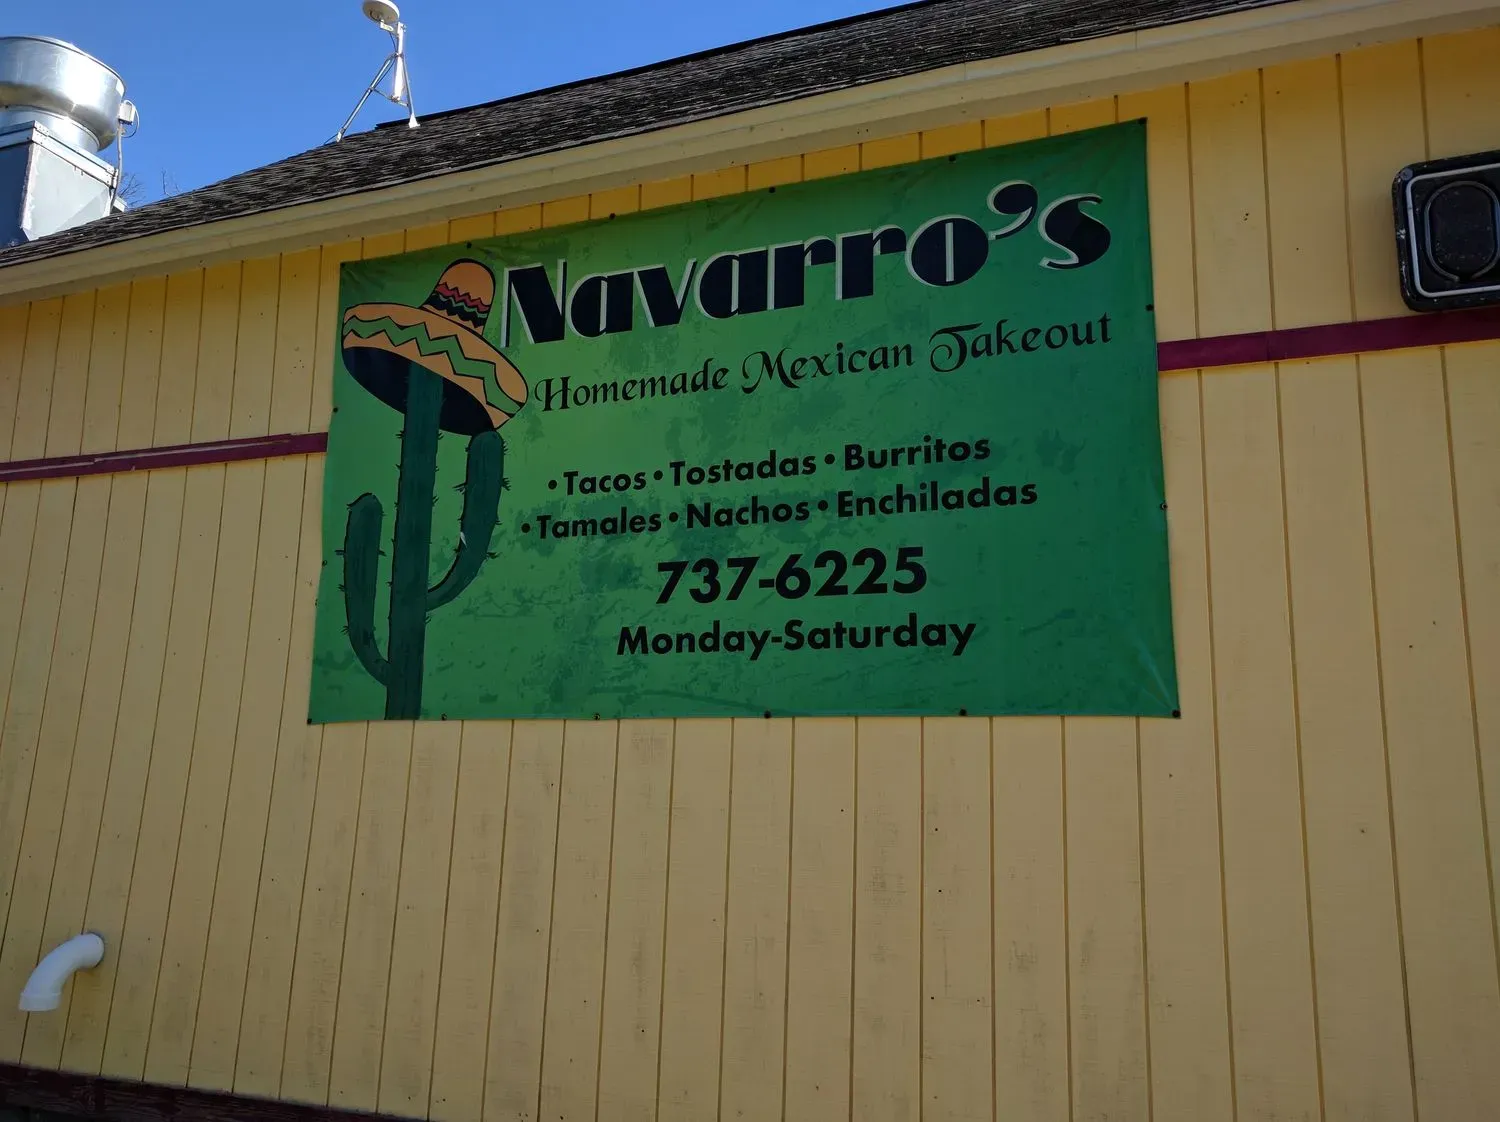 Navarro's
Homemade Mexican Takeout
• Tacos • Tostadas • Burritos
• Tamales • Nachos • Enchiladas
737-6225
Monday-Saturday